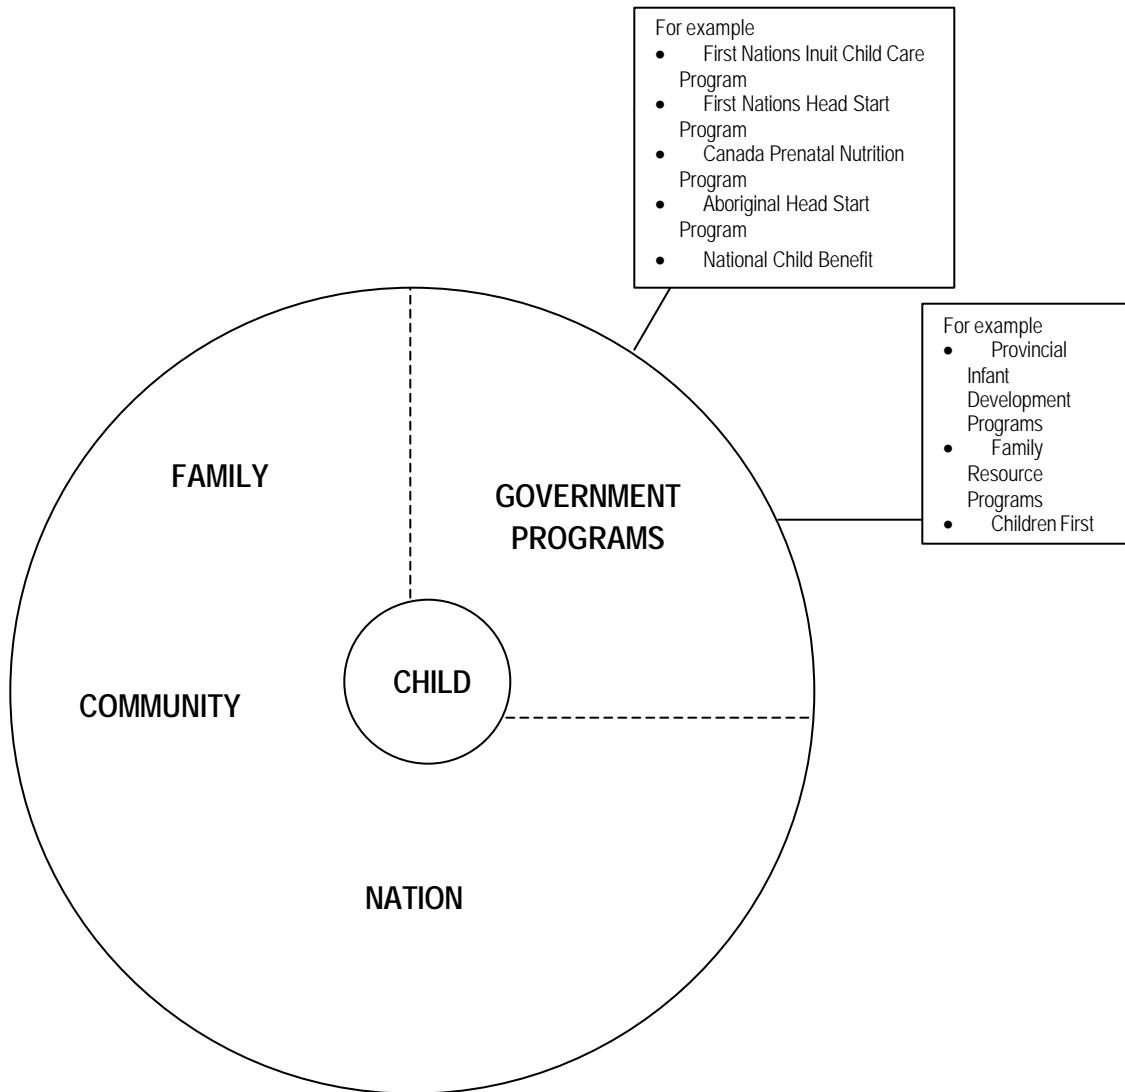 For example
• First Nations Inuit Child Care
Program
• First Nations Head Start
Program
• Canada Prenatal Nutrition
Program
• Aboriginal Head Start
Program
• National Child Benefit
For example
• Provincial
Infant
Development
Programs
• Family
Resource
Programs
• Children First
FAMILY
GOVERNMENT
PROGRAMS
CHILD
COMMUNITY
NATION